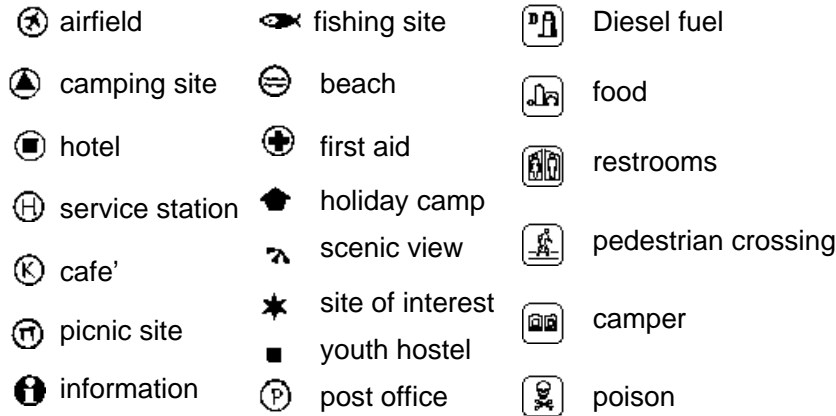 airfield
camping site
hotel
H service station
K cafe'
picnic site
i information
fishing site
beach
first aid
holiday camp
scenic view
site of interest
youth hostel
P post office
D Diesel fuel
food
restrooms
pedestrian crossing
camper
poison